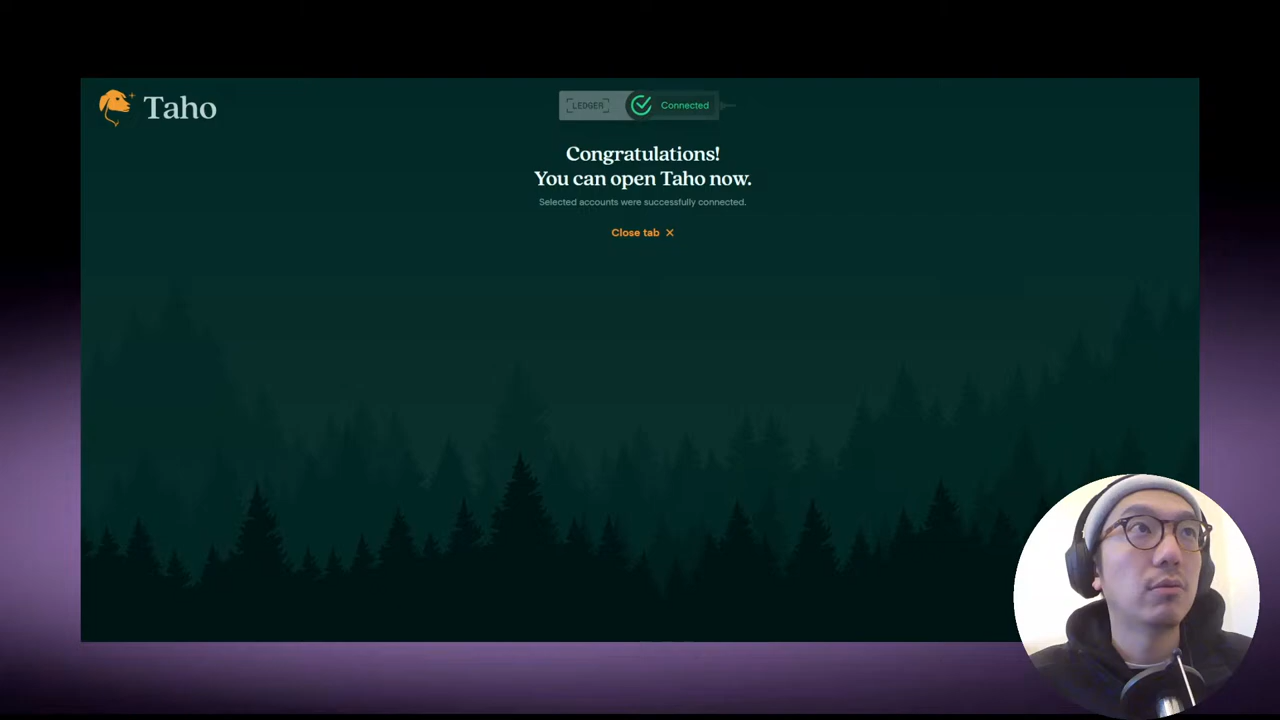 Taho
LEDGER
Connected
Congratulations!
You can open Taho now.
Selected accounts were successfully connected.
Close tab